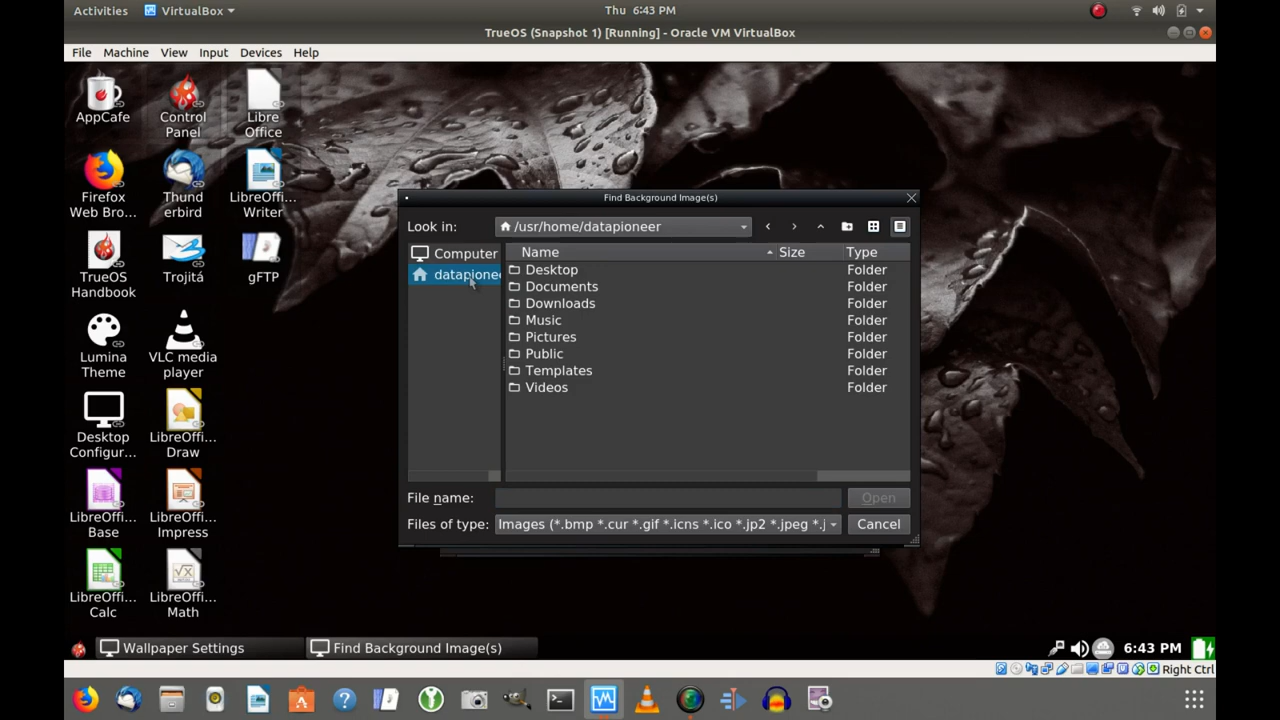 Activities VirtualBox Thu 6:43 PM
TrueOS (Snapshot 1) [Running] - Oracle VM VirtualBox
File Machine View Input Devices Help
AppCafe
Control
Panel
Libre
Office
Firefox
Web Bro...
Thund
erbird
LibreOffi...
Writer
TrueOS
Handbook
Trojitá
gFTP
Lumina
Theme
VLC media
player
Desktop
Configur...
LibreOffi...
Draw
LibreOffi...
Base
LibreOffi...
Impress
LibreOffi...
Calc
LibreOffi...
Math
Find Background Image(s)
Look in: /usr/home/datapioneer
Computer
datapionee
Name Size Type
Desktop Folder
Documents Folder
Downloads Folder
Music Folder
Pictures Folder
Public Folder
Templates Folder
Videos Folder
File name: Open
Files of type: Images (*.bmp *.cur *.gif *.icns *.ico *.jp2 *.jpeg *.j Cancel
Wallpaper Settings Find Background Image(s) 6:43 PM
Right Ctrl